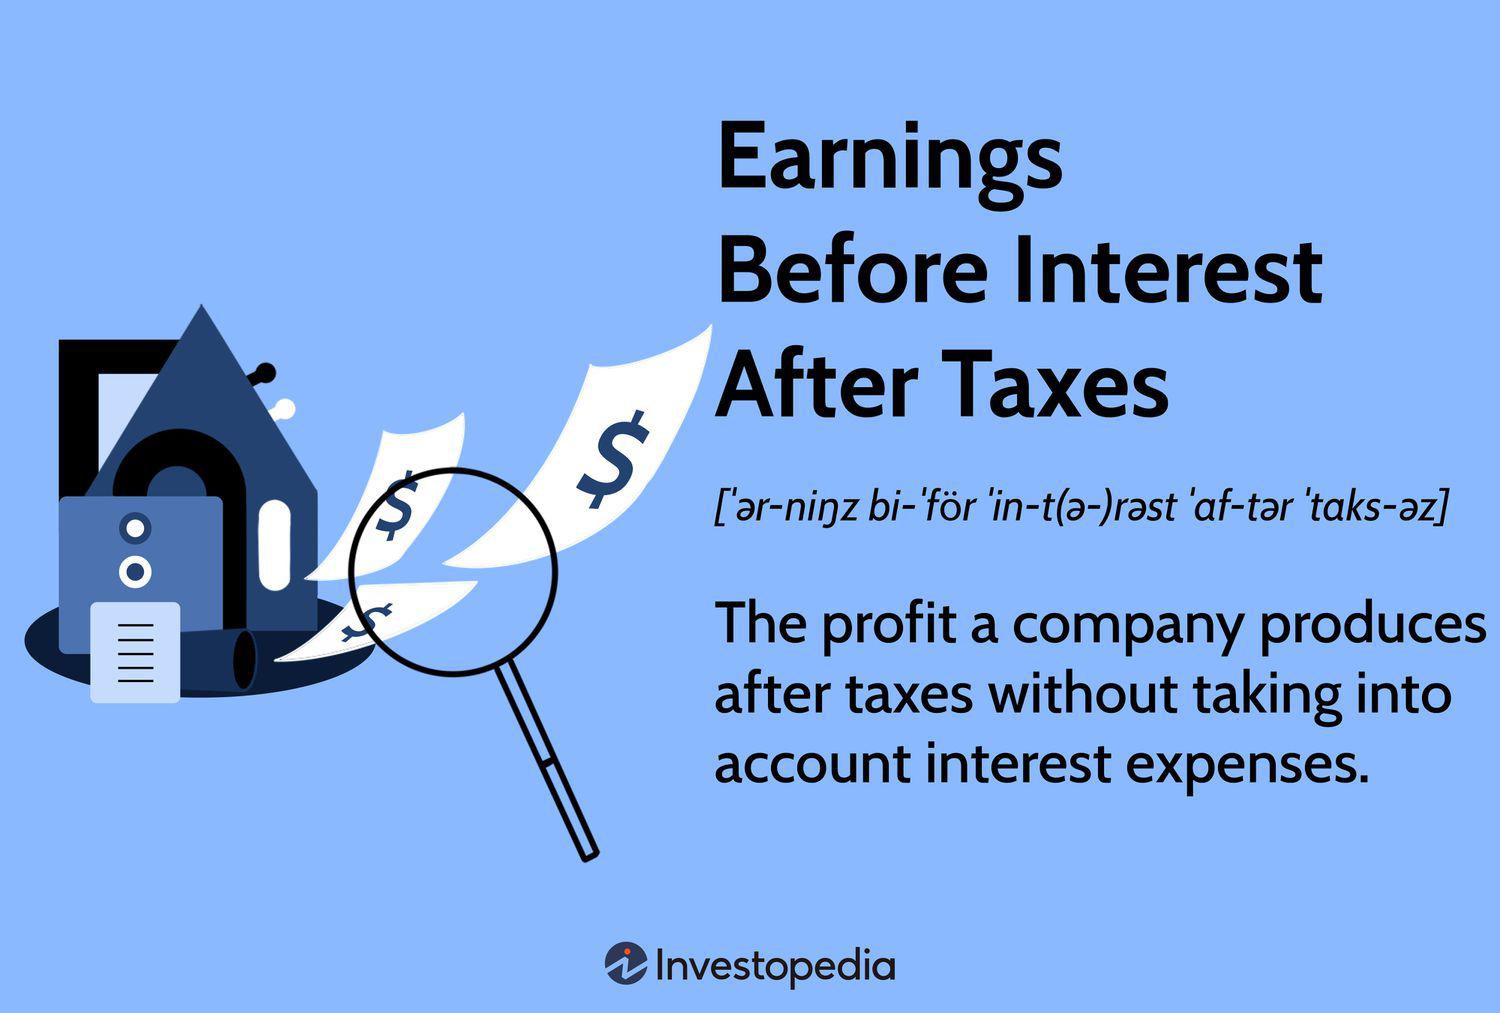 Earnings
Before Interest
After Taxes
[ˈər-niŋz bi-ˈför ˈin-t(ə-)rəst ˈaf-tər ˈtaks-əz]
The profit a company produces
after taxes without taking into
account interest expenses.
$
$
$
Investopedia